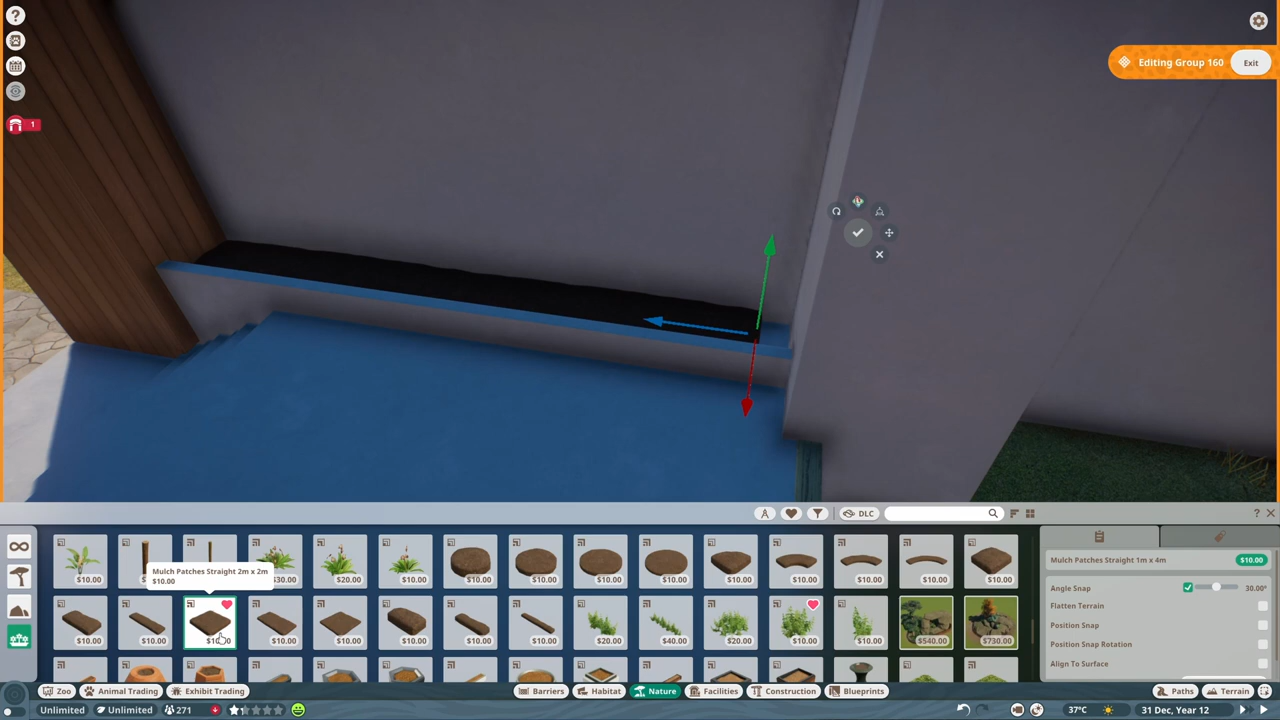 ?
Editing Group 160
Exit
1
DLC
?
$10.00
$30.00
$20.00
$10.00
$10.00
$10.00
$10.00
$10.00
$10.00
$10.00
$10.00
$10.00
$10.00
Mulch Patches Straight 2m x 2m
$10.00
$10.00
$10.00
$10.00
$10.00
$10.00
$10.00
$10.00
$20.00
$40.00
$20.00
$10.00
$10.00
$540.00
$730.00
Mulch Patches Straight 1m x 4m
$10.00
Angle Snap
30.00°
Flatten Terrain
Position Snap
Position Snap Rotation
Align To Surface
Zoo
Animal Trading
Exhibit Trading
Barriers
Habitat
Nature
Facilities
Construction
Blueprints
Paths
Terrain
Unlimited
Unlimited
271
37°C
31 Dec, Year 12